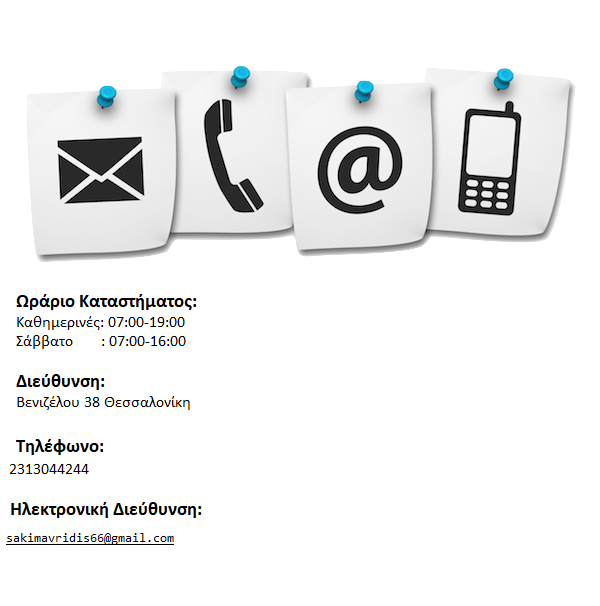 Ωράριο Καταστήματος:
Καθημερινές: 07:00-19:00
Σάββατο : 07:00-16:00
Διεύθυνση:
Βενιζέλου 38 Θεσσαλονίκη
Τηλέφωνο:
2313044244
Ηλεκτρονική Διεύθυνση:
sakimavridis66@gmail.com